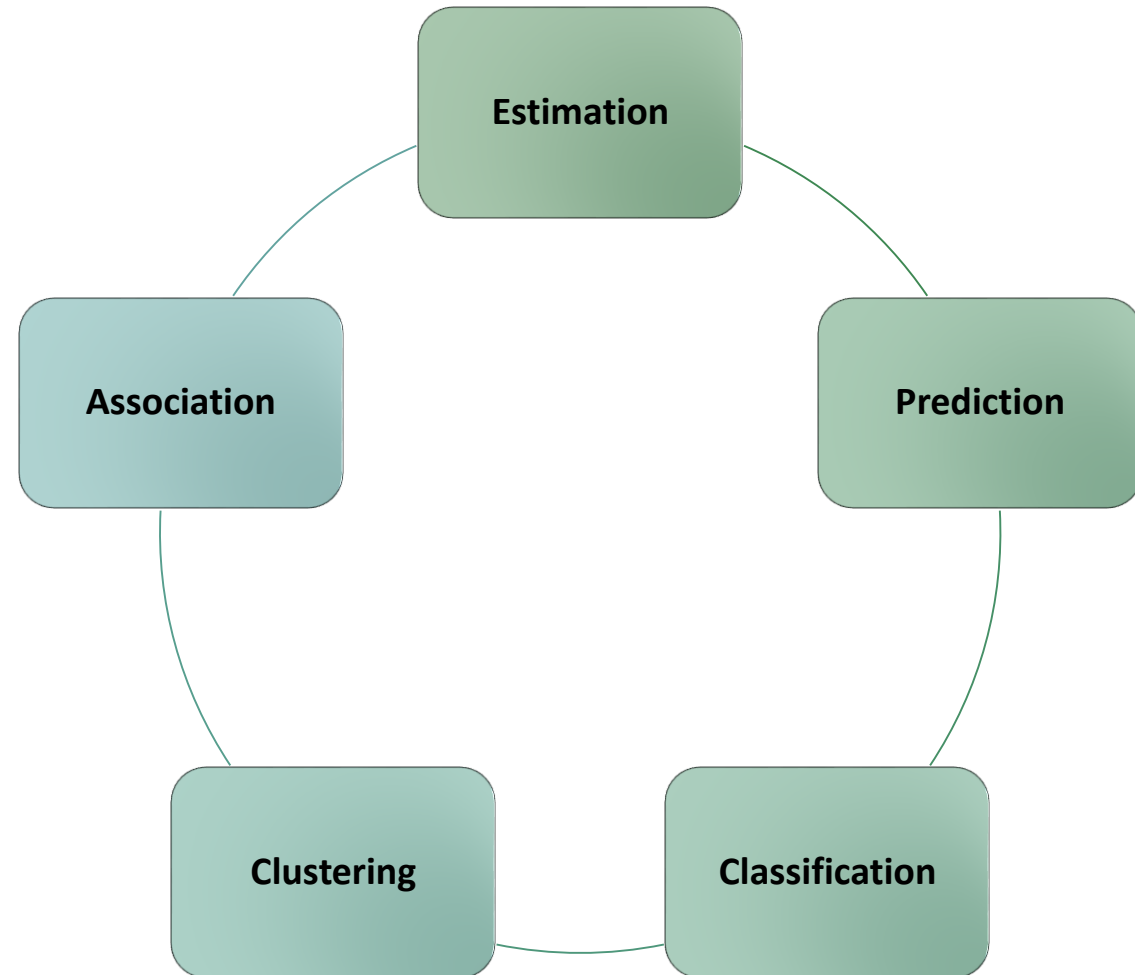 Estimation
Prediction
Classification
Clustering
Association